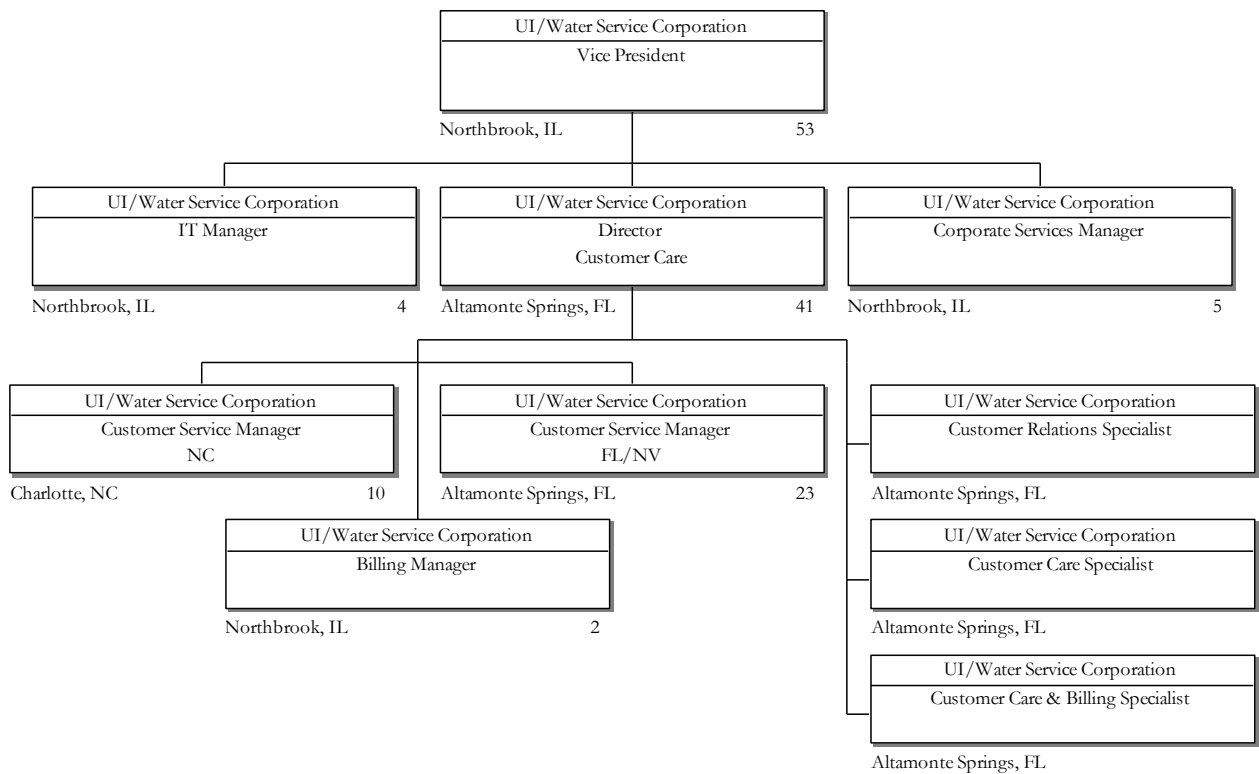 UI/Water Service Corporation
Vice President
Northbrook, IL 53
UI/Water Service Corporation
IT Manager
Northbrook, IL 4
UI/Water Service Corporation
Director
Customer Care
Altamonte Springs, FL 41
UI/Water Service Corporation
Corporate Services Manager
Northbrook, IL 5
UI/Water Service Corporation
Customer Service Manager
NC
Charlotte, NC 10
UI/Water Service Corporation
Customer Service Manager
FL/NV
Altamonte Springs, FL 23
UI/Water Service Corporation
Billing Manager
Northbrook, IL 2
UI/Water Service Corporation
Customer Relations Specialist
Altamonte Springs, FL
UI/Water Service Corporation
Customer Care Specialist
Altamonte Springs, FL
UI/Water Service Corporation
Customer Care & Billing Specialist
Altamonte Springs, FL